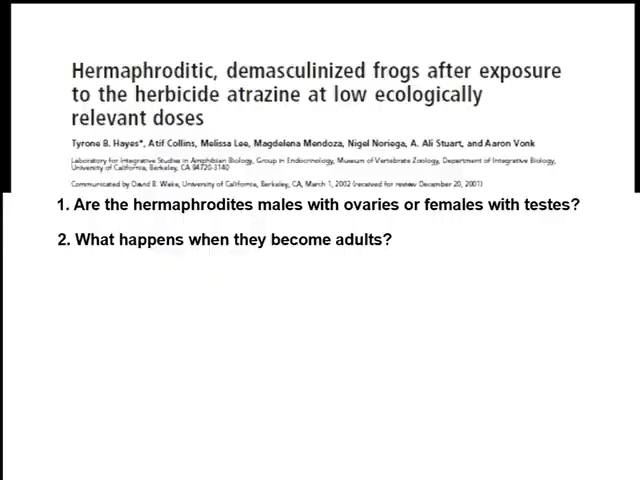 Hermaphroditic, demasculinized frogs after exposure
to the herbicide atrazine at low ecologically
relevant doses
Tyrone B. Hayes*, Atif Collins, Melissa Lee, Magdelena Mendoza, Nigel Noriega, A. Ali Stuart, and Aaron Vonk
Laboratory for Integrative Studies in Amphibian Biology, Group in Endocrinology, Museum of Vertebrate Zoology, Department of Integrative Biology,
University of California, Berkeley, CA 94720-3140
Communicated by David B. Wake, University of California, Berkeley, CA, March 1, 2002 (received for review December 20, 2001)
1. Are the hermaphrodites males with ovaries or females with testes?
2. What happens when they become adults?